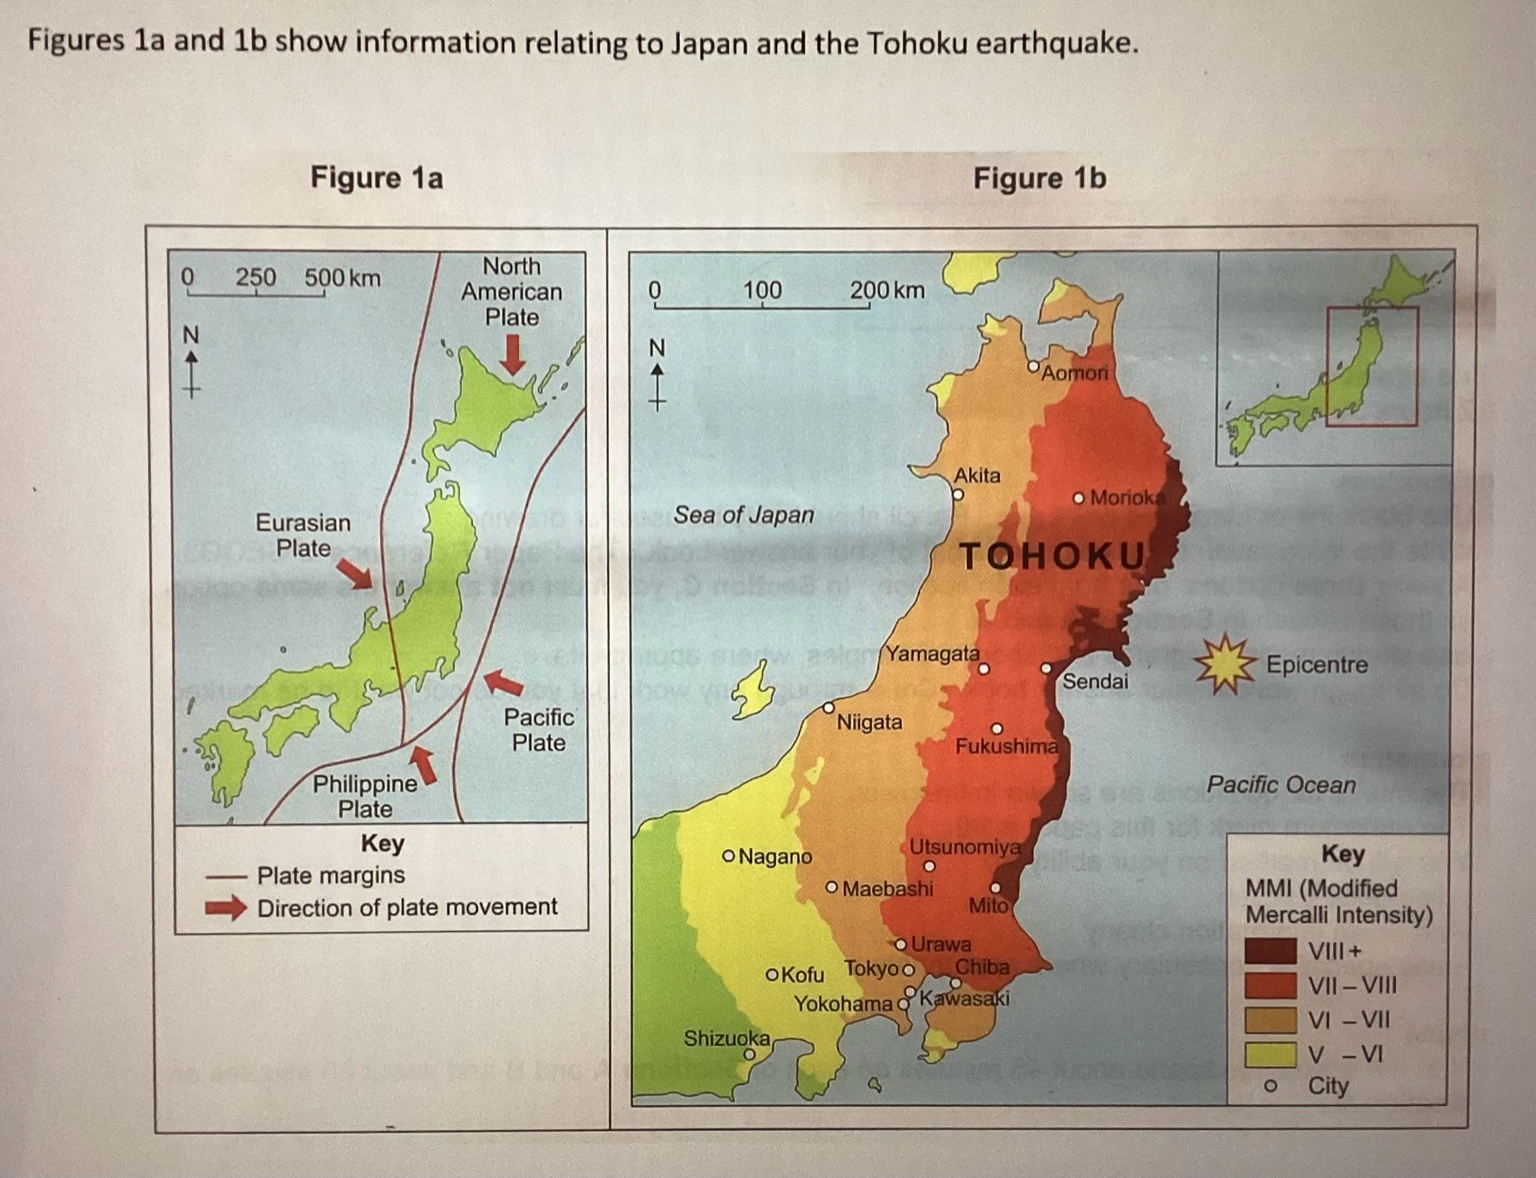 Figures 1a and 1b show information relating to Japan and the Tohoku earthquake.
Figure 1a
0 250 500 km
N
North
American
Plate
Eurasian
Plate
Pacific
Plate
Philippine
Plate
Key
Plate margins
Direction of plate movement
Figure 1b
0 100 200 km
N
Aomori
Akita
Morioka
Sea of Japan
TOHOKU
Yamagata
Sendai
Epicentre
Niigata
Fukushima
Pacific Ocean
Utsunomiya
Nagano
Maebashi
Mito
Urawa
Kofu
Tokyo
Chiba
Yokohama
Kawasaki
Shizuoka
Key
MMI (Modified
Mercalli Intensity)
VIII +
VII – VIII
VI – VII
V – VI
City